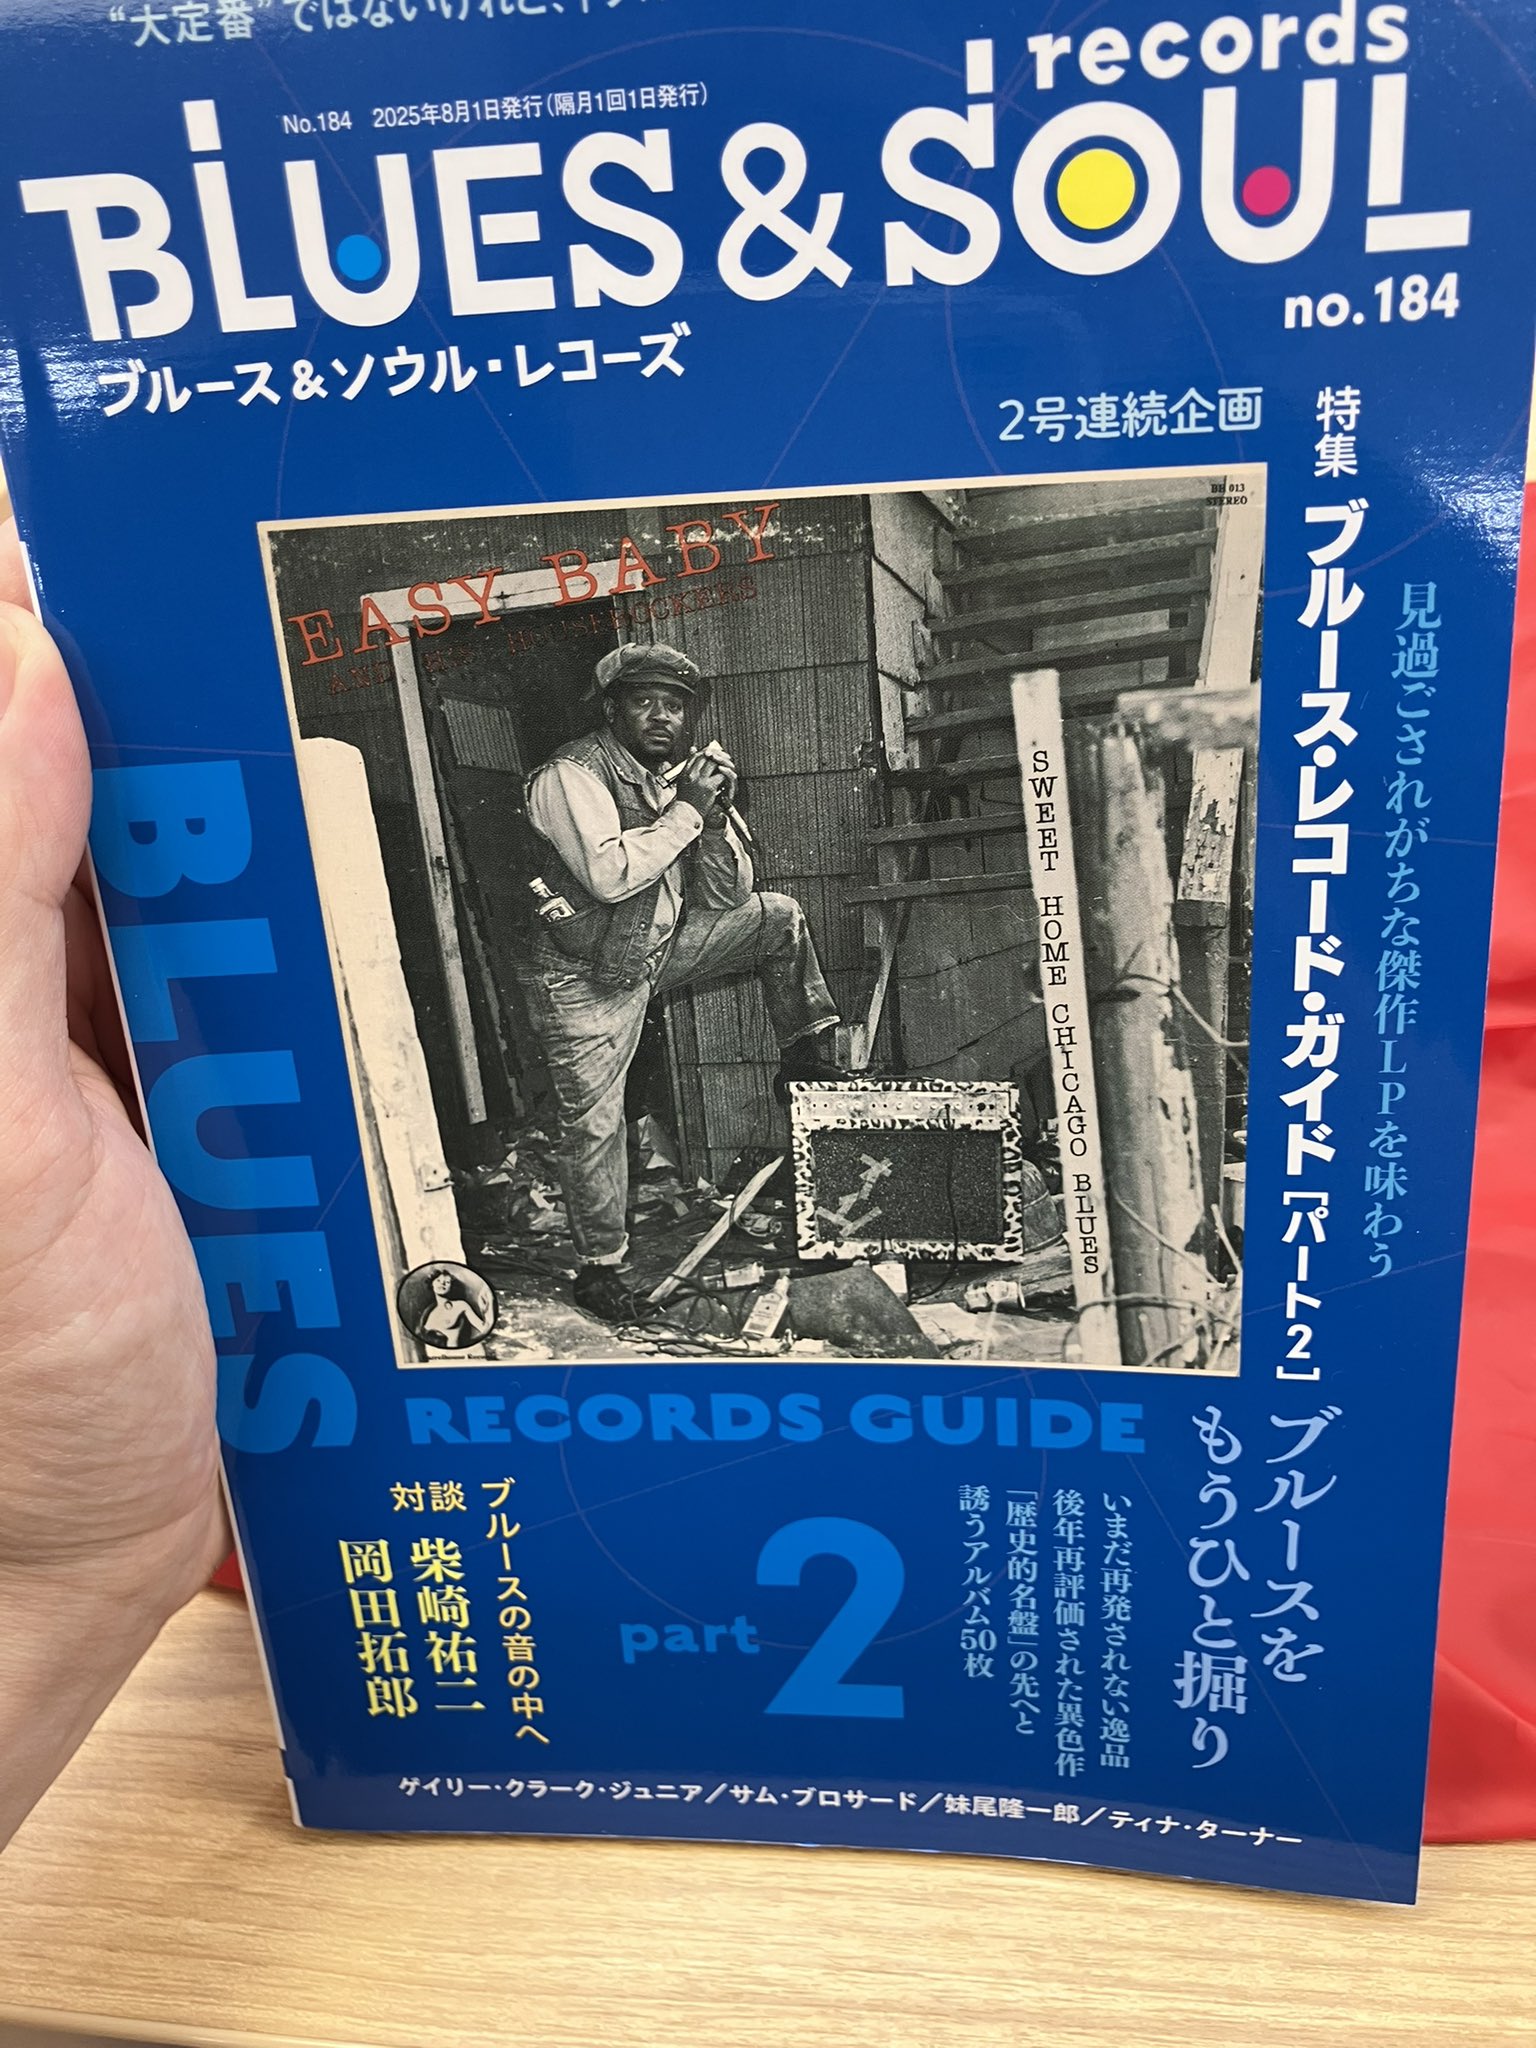 “大定番”ではないけれど、
No.184 2025年8月1日発行(隔月1回1日発行)
BLUES & SOUL records
no.184
ブルース&ソウル・レコーズ
2号連続企画
特集 ブルース・レコード・ガイド[パート2]
見過ごされがちな傑作LPを味わう
BH 013
STEREO
EASY BABY
AND HIS HOUSEROCKERS
SWEET HOME CHICAGO BLUES
BLUES
RECORDS GUIDE
part 2
ブルースを
もうひと掘り
いまだ再発されない逸品
後年再評価された異色作
「歴史的名盤」の先へと
誘うアルバム50枚
ブルースの音の中へ
対談 柴崎祐二
岡田拓郎
ゲイリー・クラーク・ジュニア/サム・ブロサード/妹尾隆一郎/ティナ・ターナー